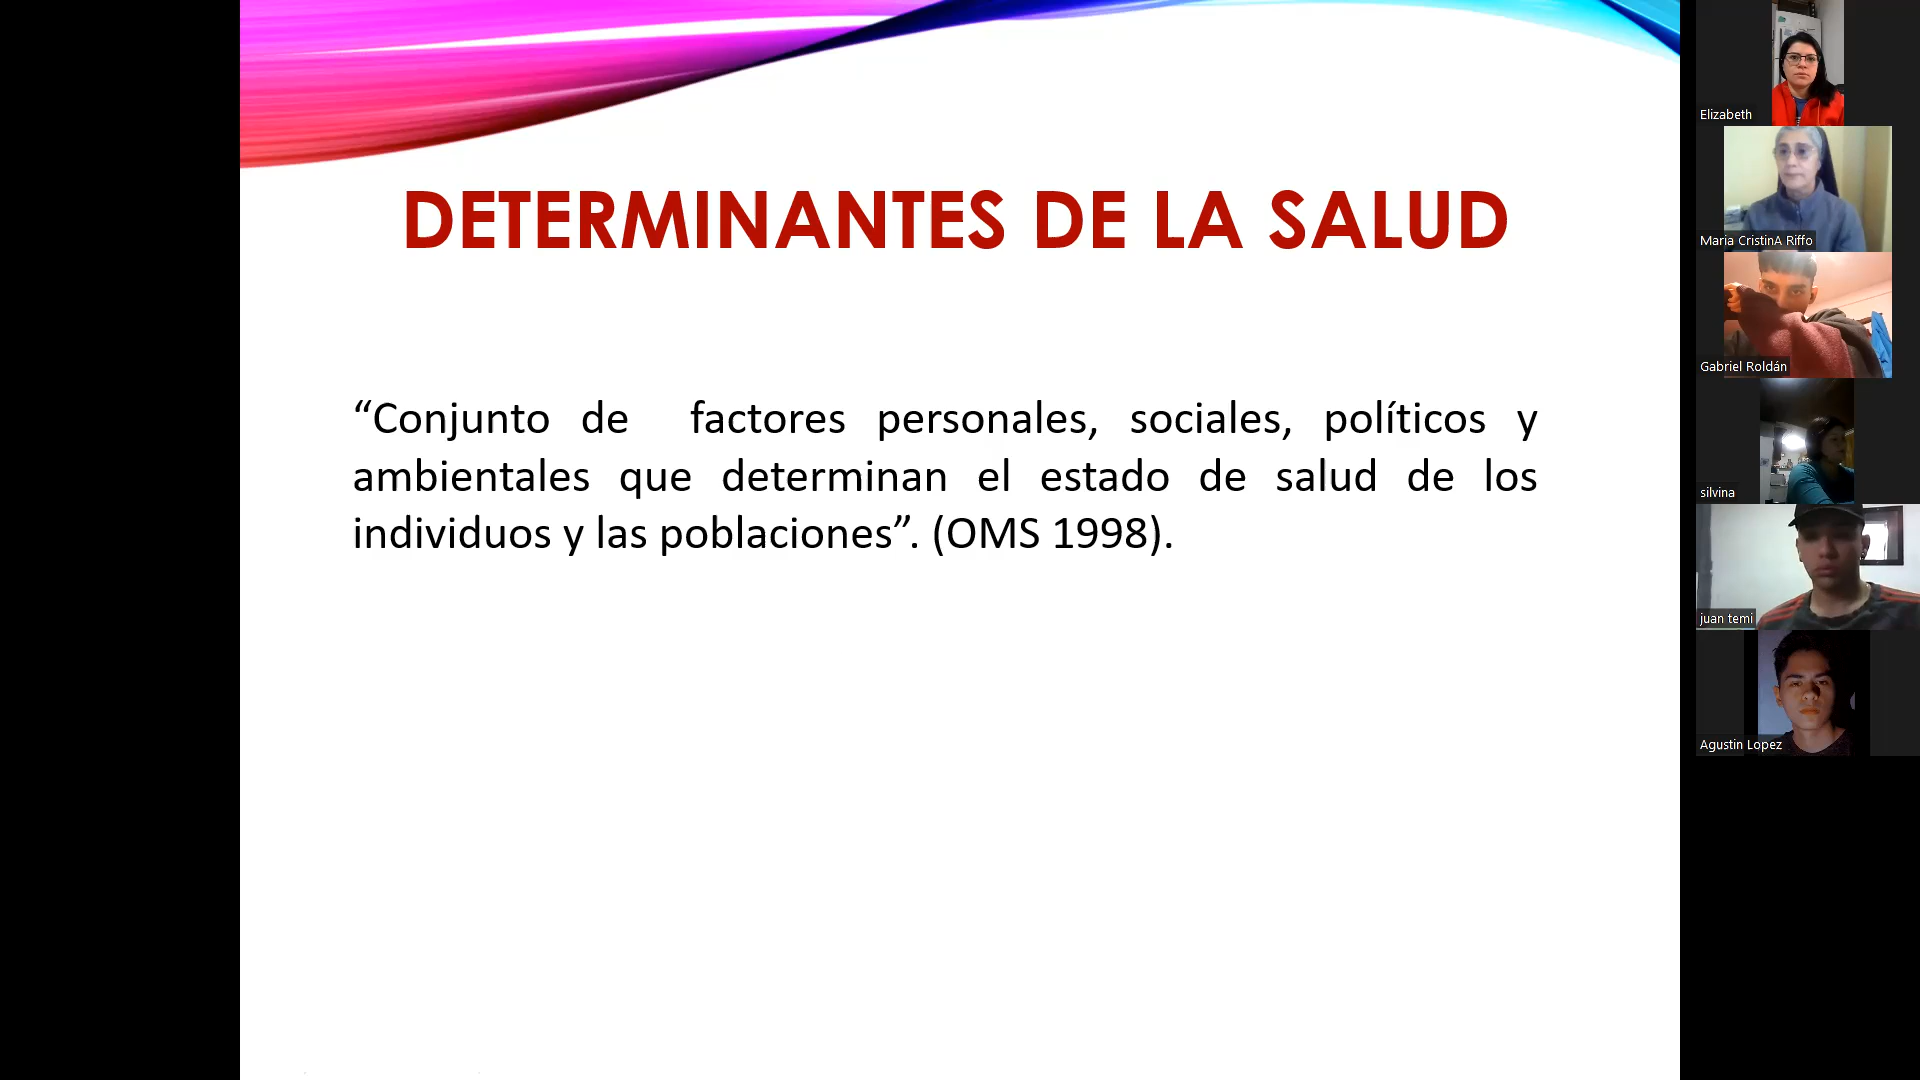 DETERMINANTES DE LA SALUD
“Conjunto de factores personales, sociales, políticos y
ambientales que determinan el estado de salud de los
individuos y las poblaciones”. (OMS 1998).
Elizabeth
Maria CristinA Riffo
Gabriel Roldán
silvina
juan temi
Agustin Lopez